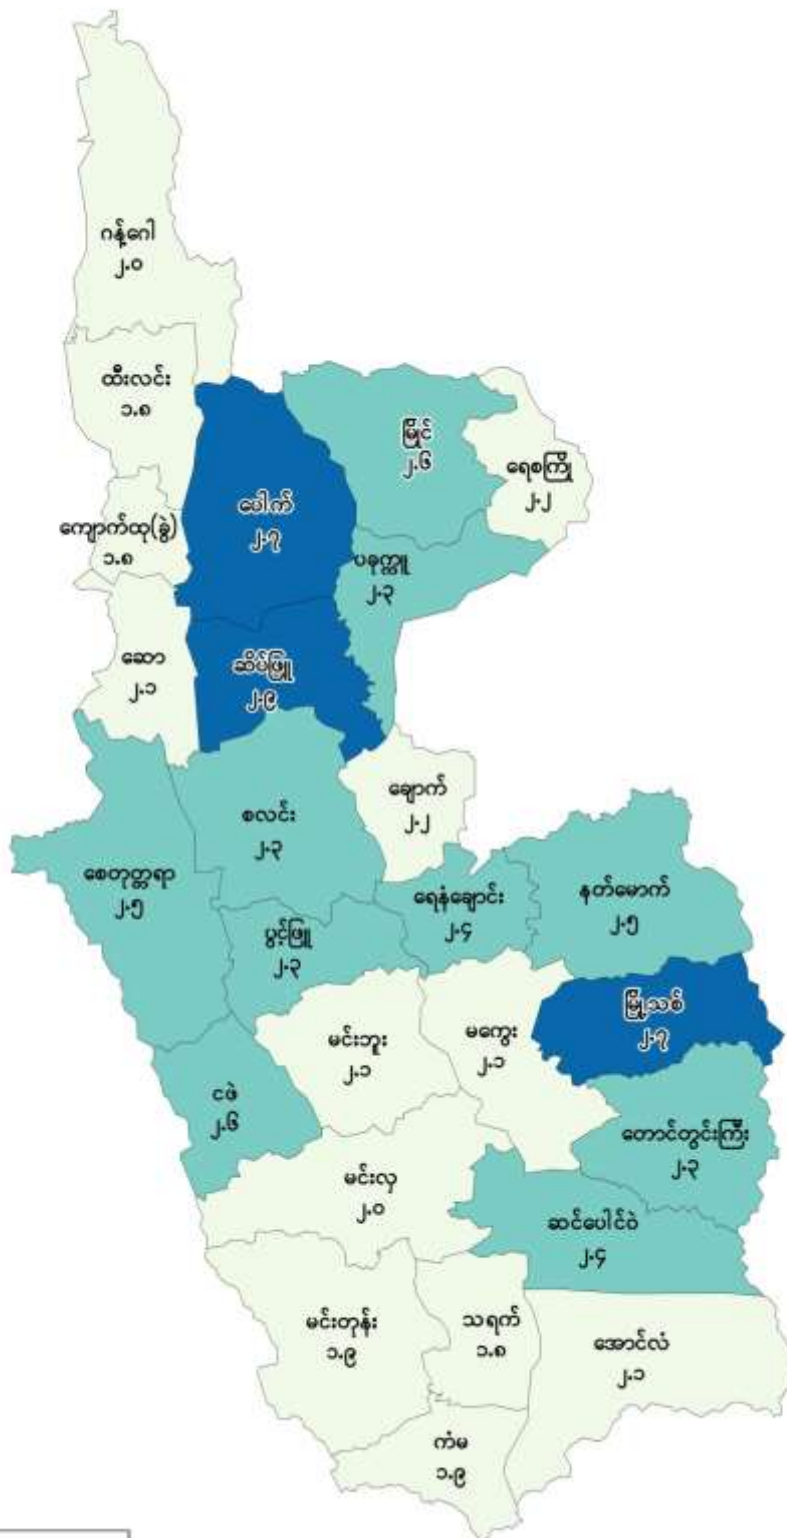 ဂန့်ဂေါ
၂.၀
ထီးလင်း
၁.၈
မြိုင်
၂.၆
ရေစကြို
၂.၂
ပေါက်
၂.၇
ကျောက်ထု(ခွဲ)
၁.၈
ပခုက္ကူ
၂.၃
ဆော
၂.၁
ဆိပ်ဖြူ
၂.၉
ချောက်
၂.၂
စလင်း
၂.၃
စေတုတ္တရာ
၂.၅
ရေနံချောင်း
၂.၄
နတ်မောက်
၂.၅
ပွင့်ဖြူ
၂.၃
မြို့သစ်
၂.၇
မင်းဘူး
၂.၁
မကွေး
၂.၁
ငဖဲ
၂.၆
တောင်တွင်းကြီး
၂.၃
မင်းလှ
၂.၀
ဆင်ပေါင်ဝဲ
၂.၄
မင်းတုန်း
၁.၉
သရက်
၁.၈
အောင်လံ
၂.၁
ကံမ
၁.၉